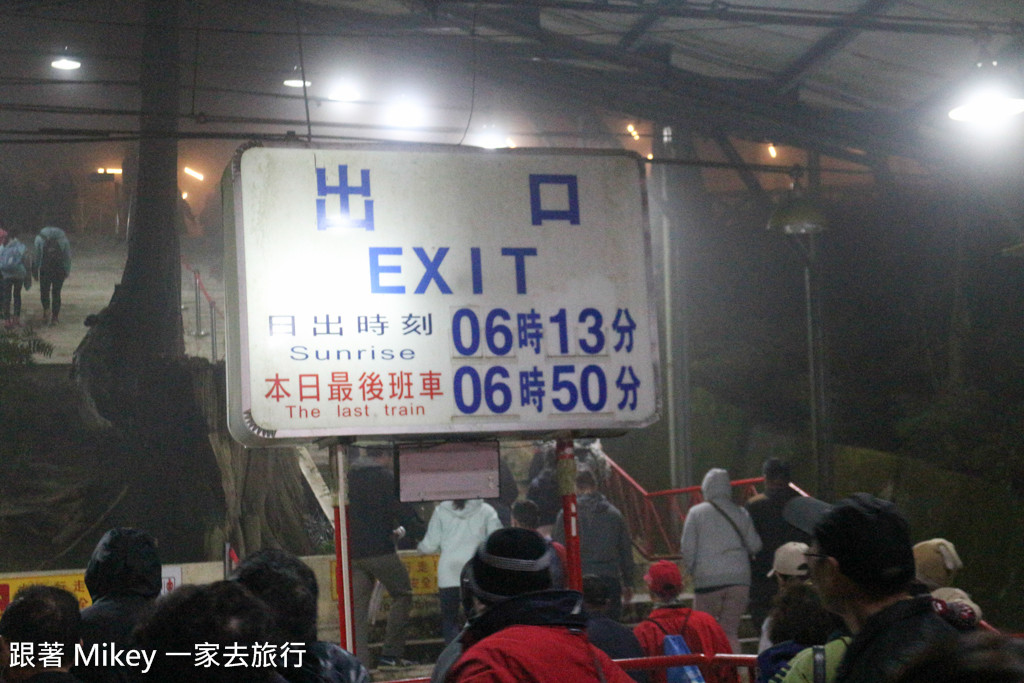 出口
EXIT
日出時刻 06時13分
Sunrise
本日最後班車 06時50分
The last train
跟著 Mikey 一家去旅行